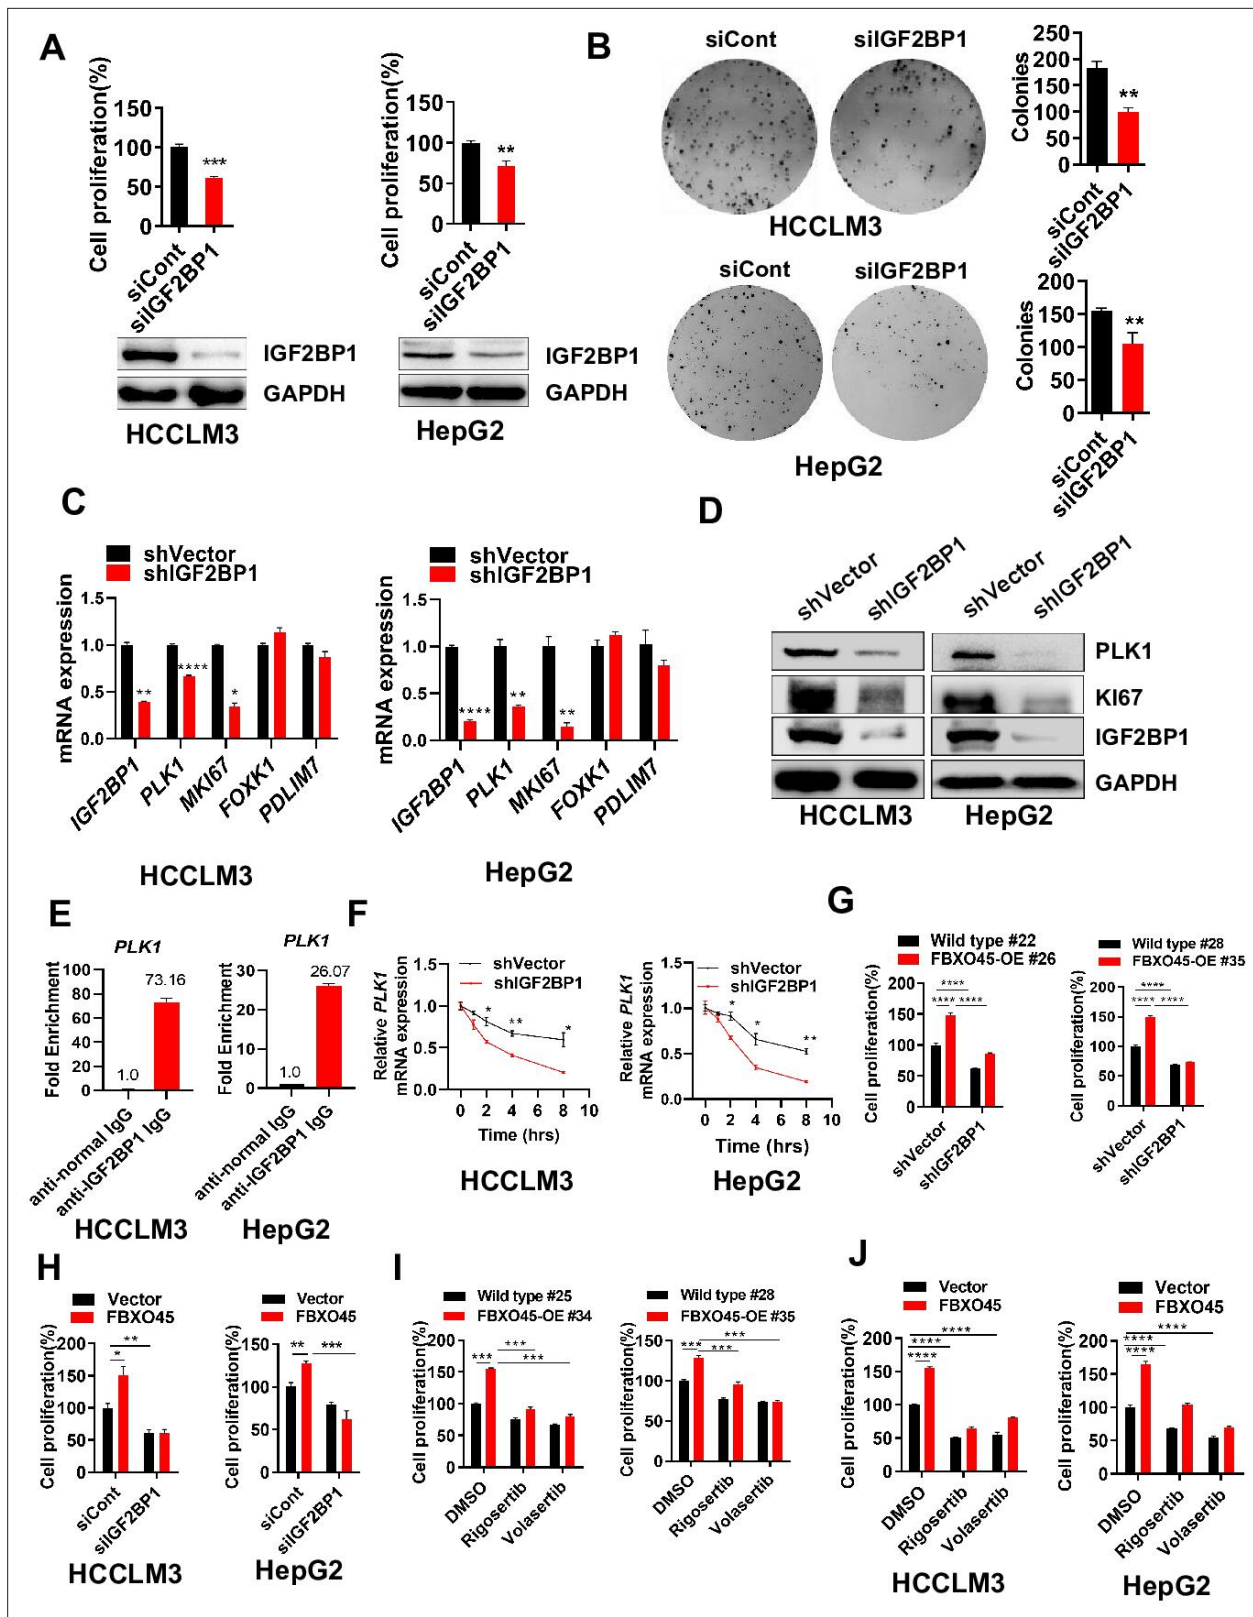 A
Cell proliferation(%)
150
100
50
0
***
siCont
siIGF2BP1
Cell proliferation(%)
150
100
50
0
**
siCont
siIGF2BP1
IGF2BP1
GAPDH
HCCLM3
IGF2BP1
GAPDH
HepG2
B
siCont
siIGF2BP1
HCCLM3
Colonies
250
200
150
100
50
0
**
siCont
siIGF2BP1
siCont
siIGF2BP1
HepG2
Colonies
200
150
100
50
0
**
siCont
siIGF2BP1
C
shVector
shIGF2BP1
mRNA expression
1.5
1.0
0.5
0.0
**
****
*
IGF2BP1
PLK1
MKI67
FOXK1
PDLIM7
HCCLM3
shVector
shIGF2BP1
mRNA expression
1.5
1.0
0.5
0.0
****
**
**
IGF2BP1
PLK1
MKI67
FOXK1
PDLIM7
HepG2
D
shVector
shIGF2BP1
shVector
shIGF2BP1
PLK1
KI67
IGF2BP1
GAPDH
HCCLM3
HepG2
E
PLK1
Fold Enrichment
100
80
60
40
20
0
1.0
73.16
anti-normal IgG
anti-IGF2BP1 IgG
HCCLM3
PLK1
Fold Enrichment
30
20
10
0
1.0
26.07
anti-normal IgG
anti-IGF2BP1 IgG
HepG2
F
Relative PLK1
mRNA expression
1.5
1.0
0.5
0.0
shVector
shIGF2BP1
*
**
*
0 2 4 6 8 10
Time (hrs)
HCCLM3
Relative PLK1
mRNA expression
1.5
1.0
0.5
0.0
shVector
shIGF2BP1
*
*
**
0 2 4 6 8 10
Time (hrs)
HepG2
G
Wild type #22
FBXO45-OE #26
Cell proliferation(%)
200
150
100
50
0
****
**** ****
shVector
shIGF2BP1
Wild type #28
FBXO45-OE #35
Cell proliferation(%)
200
150
100
50
0
****
**** ****
shVector
shIGF2BP1
H
Vector
FBXO45
Cell proliferation(%)
200
150
100
50
0
**
*
siCont
siIGF2BP1
HCCLM3
Vector
FBXO45
Cell proliferation(%)
150
100
50
0
** ***
siCont
siIGF2BP1
HepG2
I
Wild type #25
FBXO45-OE #34
Cell proliferation(%)
200
150
100
50
0
***
*** ***
DMSO
Rigosertib
Volasertib
Wild type #28
FBXO45-OE #35
Cell proliferation(%)
150
100
50
0
***
*** ***
DMSO
Rigosertib
Volasertib
J
Vector
FBXO45
Cell proliferation(%)
200
150
100
50
0
****
****
****
DMSO
Rigosertib
Volasertib
HCCLM3
Vector
FBXO45
Cell proliferation(%)
200
150
100
50
0
****
****
****
DMSO
Rigosertib
Volasertib
HepG2